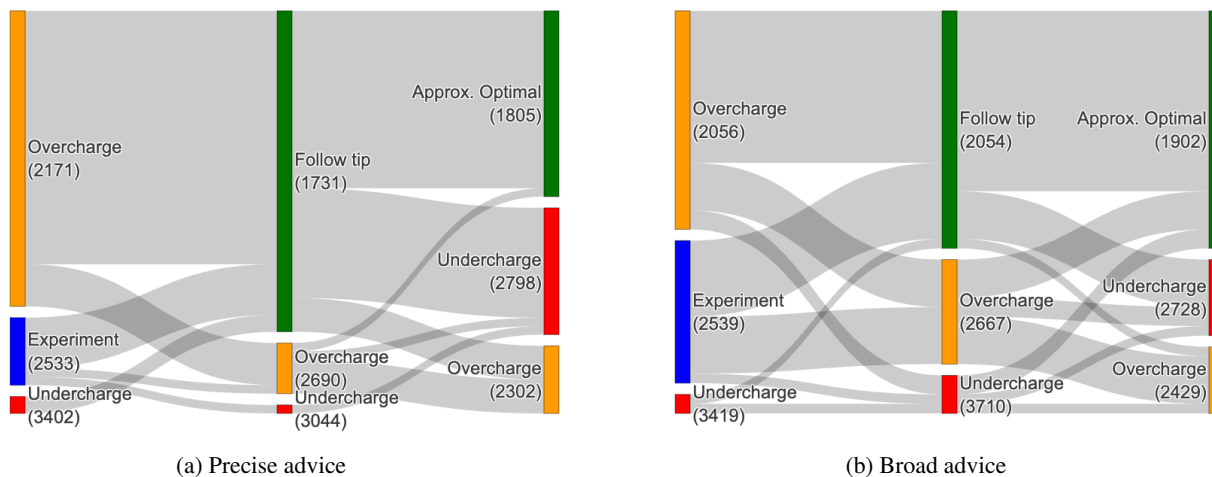 Overcharge
(2171)
Experiment
(2533)
Undercharge
(3402)
Follow tip
(1731)
Overcharge
(2690)
Undercharge
(3044)
Approx. Optimal
(1805)
Undercharge
(2798)
Overcharge
(2302)
(a) Precise advice
Overcharge
(2056)
Experiment
(2539)
Undercharge
(3419)
Follow tip
(2054)
Overcharge
(2667)
Undercharge
(3710)
Approx. Optimal
(1902)
Undercharge
(2728)
Overcharge
(2429)
(b) Broad advice